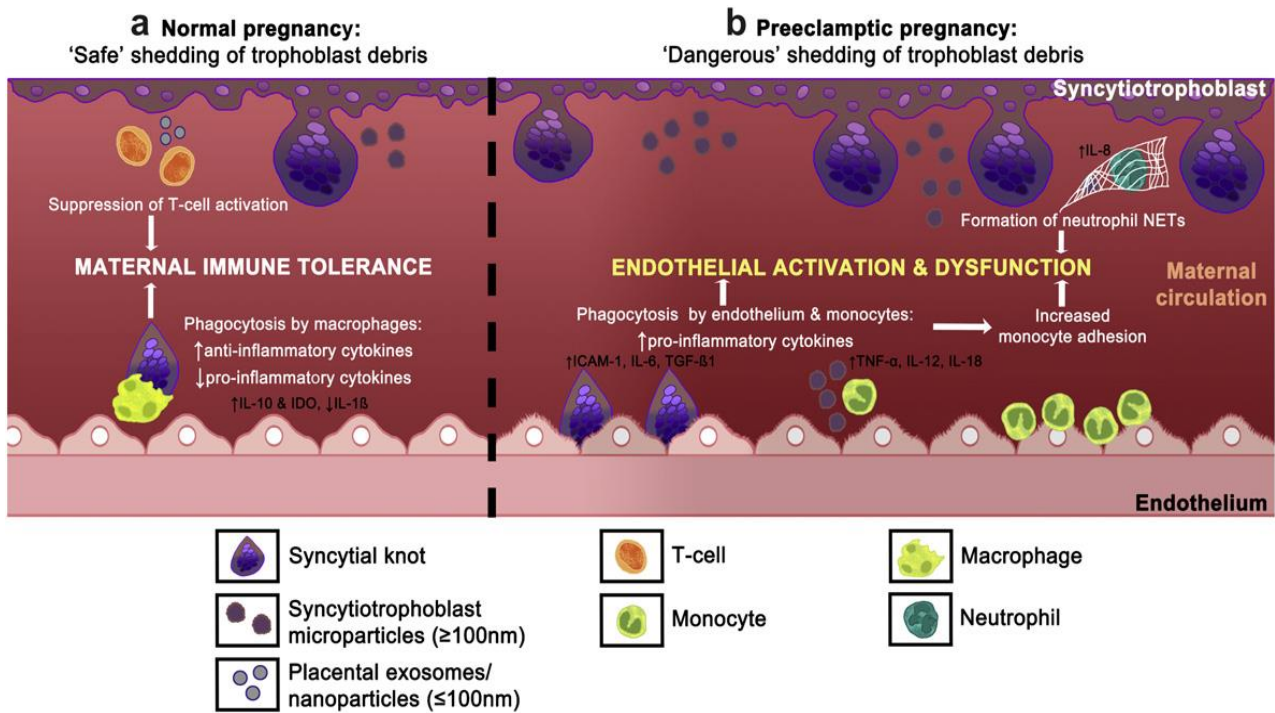 a Normal pregnancy:
'Safe' shedding of trophoblast debris
b Preeclamptic pregnancy:
'Dangerous' shedding of trophoblast debris
Syncytiotrophoblast
Suppression of T-cell activation
MATERNAL IMMUNE TOLERANCE
Phagocytosis by macrophages:
↑anti-inflammatory cytokines
↓pro-inflammatory cytokines
↑IL-10 & IDO, ↓IL-1ß
↑IL-8
Formation of neutrophil NETs
ENDOTHELIAL ACTIVATION & DYSFUNCTION
Maternal
circulation
Phagocytosis by endothelium & monocytes:
↑pro-inflammatory cytokines
↑ICAM-1, IL-6, TGF-ß1
↑TNF-α, IL-12, IL-18
Increased
monocyte adhesion
Endothelium
Syncytial knot
Syncytiotrophoblast
microparticles (≥100nm)
Placental exosomes/
nanoparticles (≤100nm)
T-cell
Monocyte
Macrophage
Neutrophil